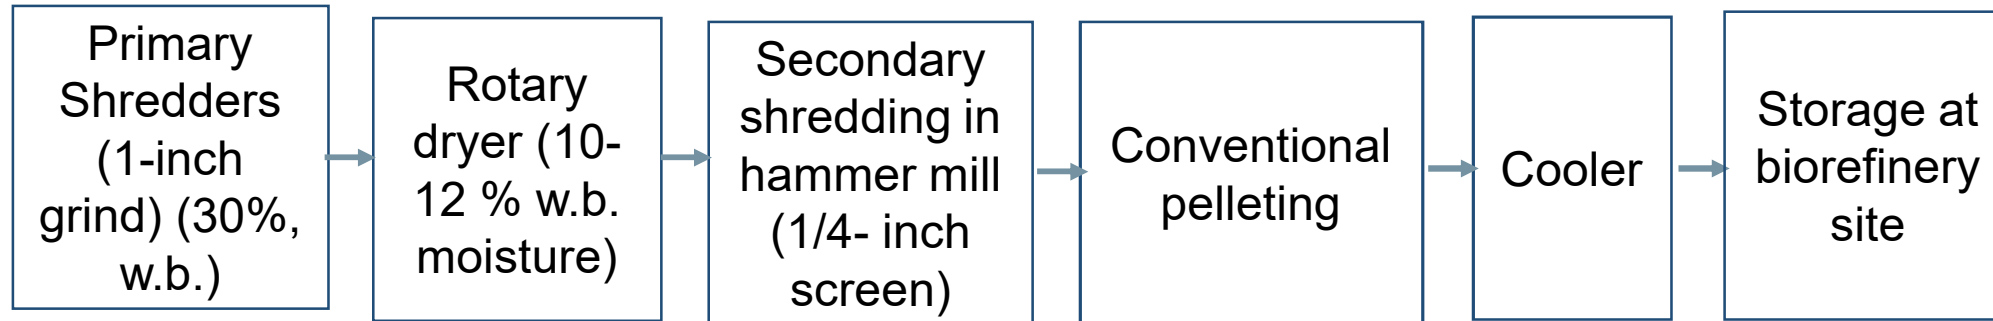 Primary
Shredders
(1-inch
grind) (30%,
w.b.)
Rotary
dryer (10-
12 % w.b.
moisture)
Secondary
shredding in
hammer mill
(1/4- inch
screen)
Conventional
pelleting
Cooler
Storage at
biorefinery
site